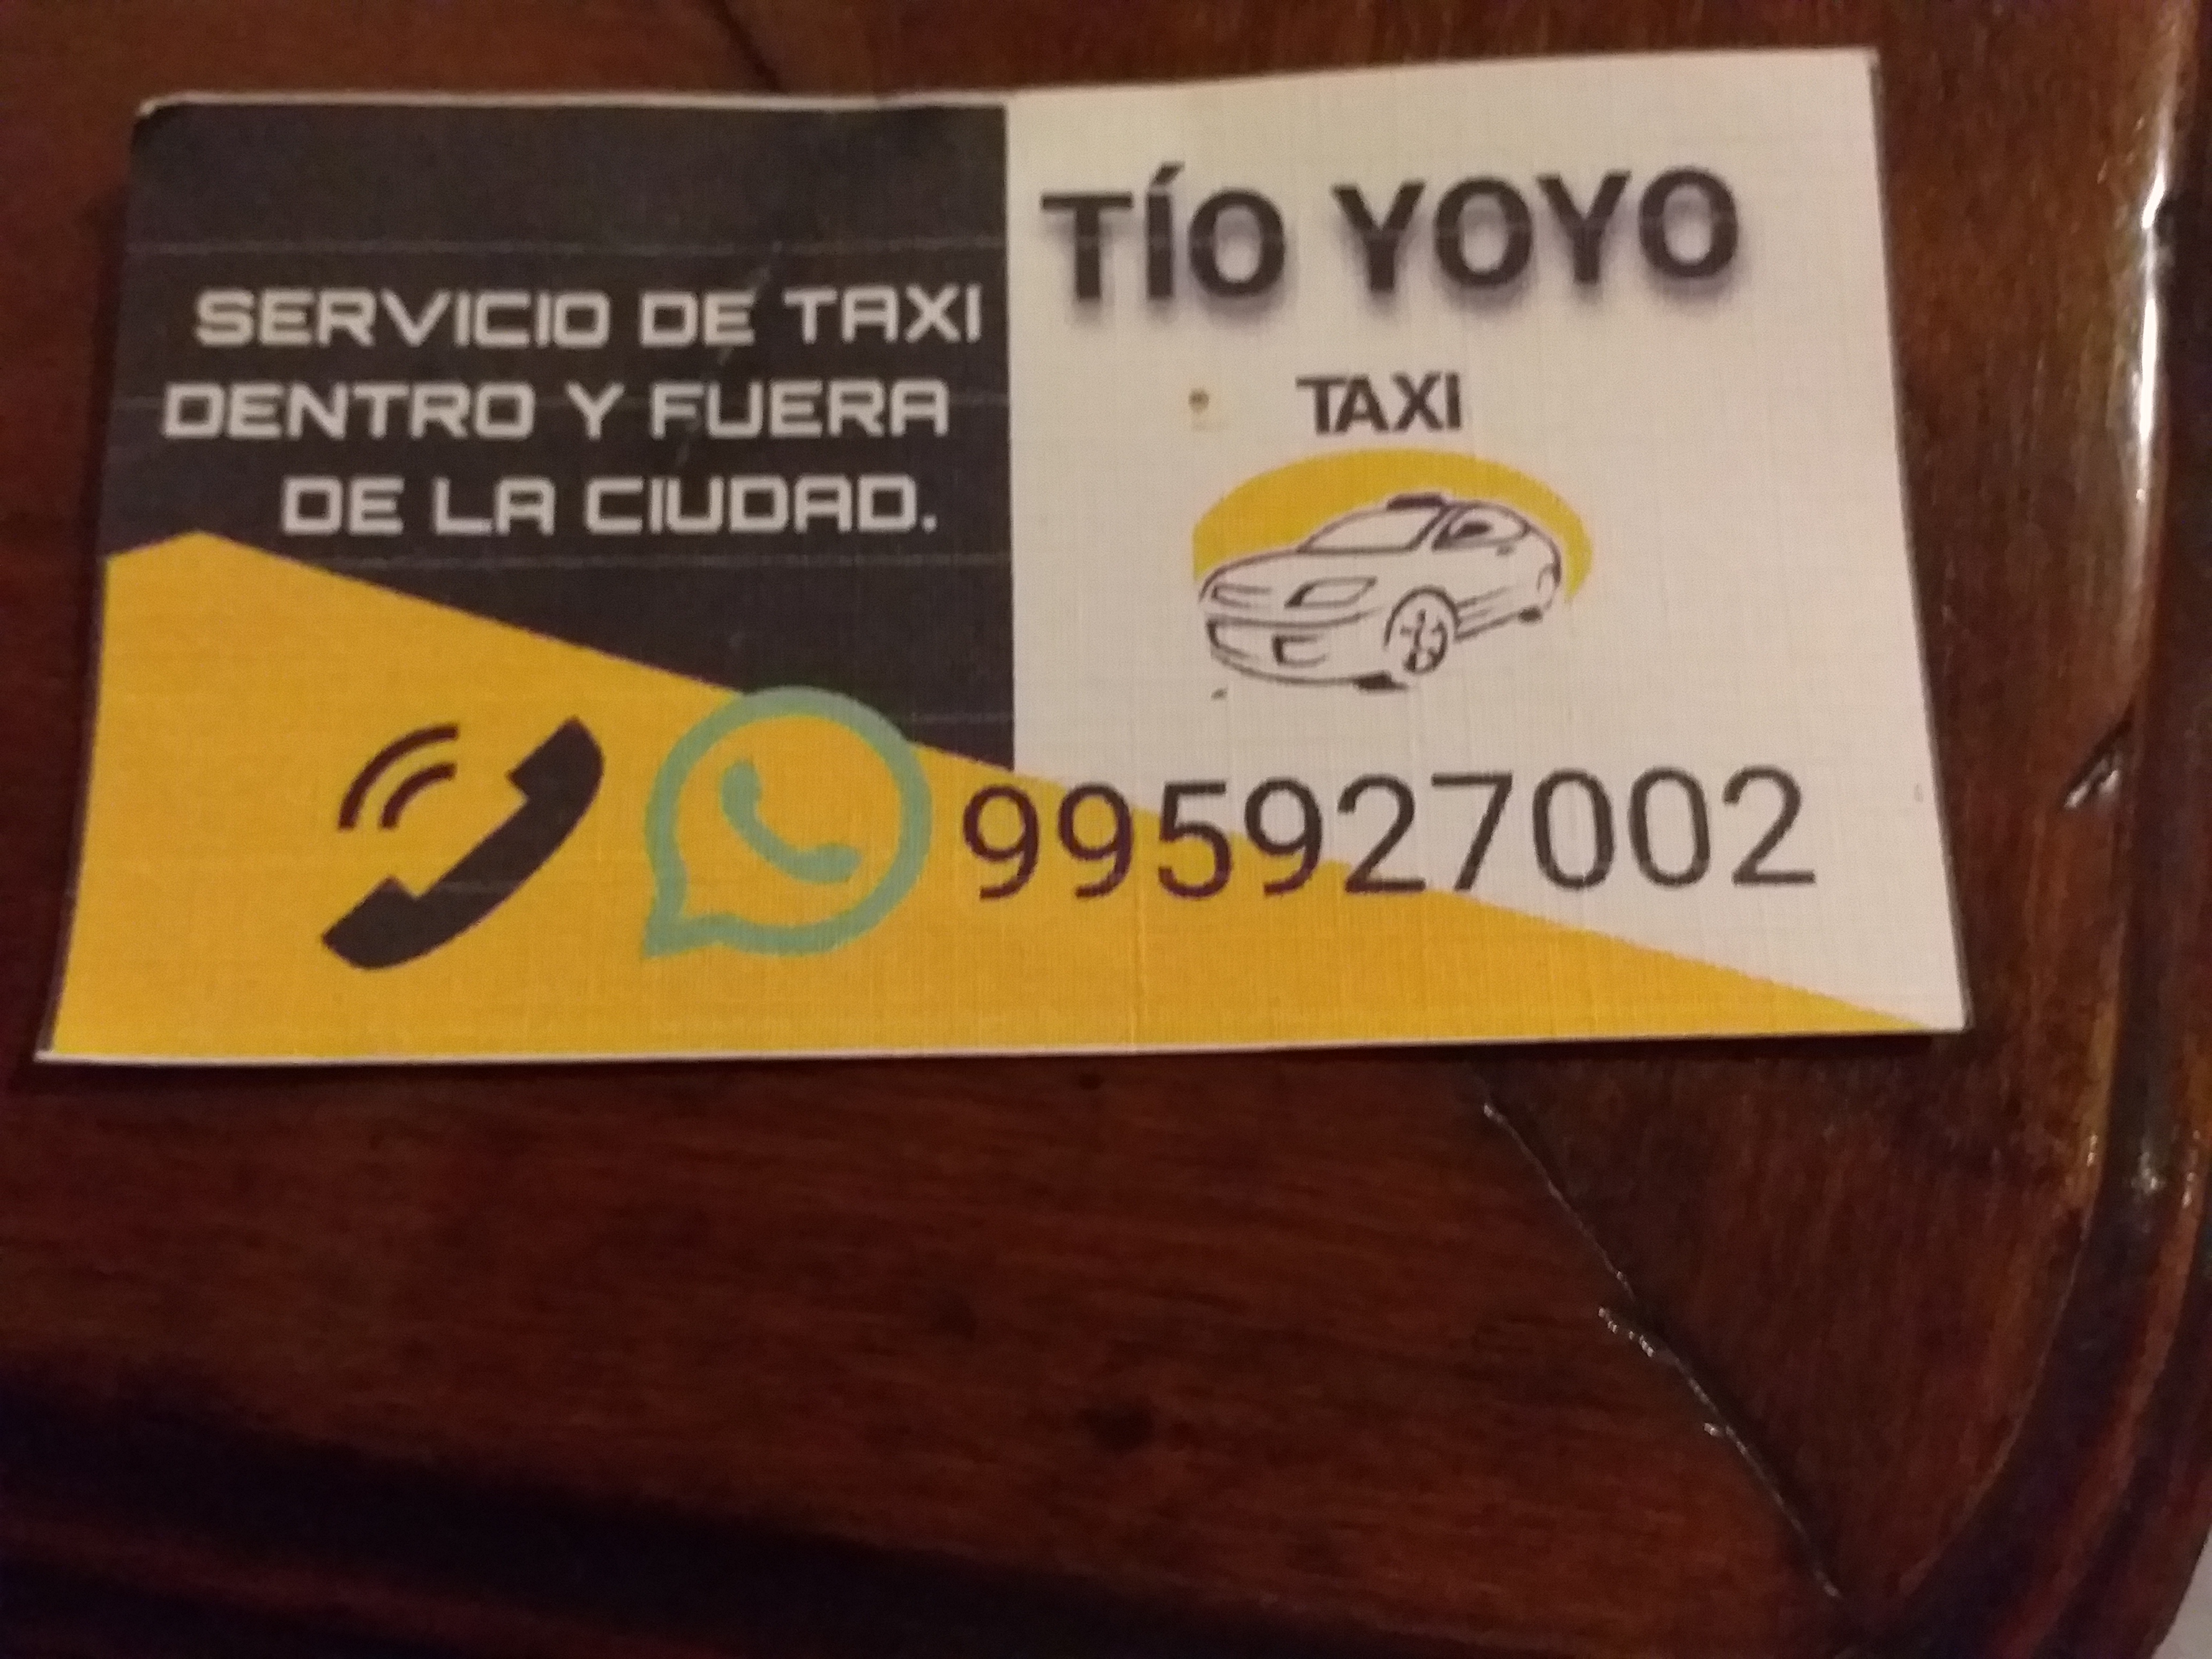 SERVICIO DE TAXI
DENTRO Y FUERA
DE LA CIUDAD.
TÍO YOYO
TAXI
995927002